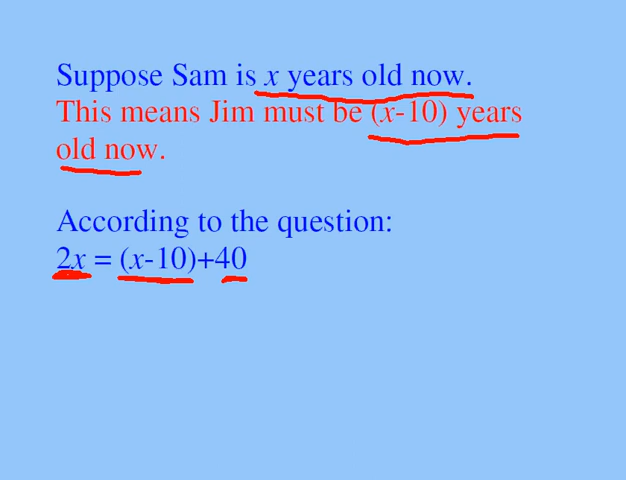 Suppose Sam is x years old now.
This means Jim must be (x-10) years
old now.
According to the question:
2x = (x-10)+40